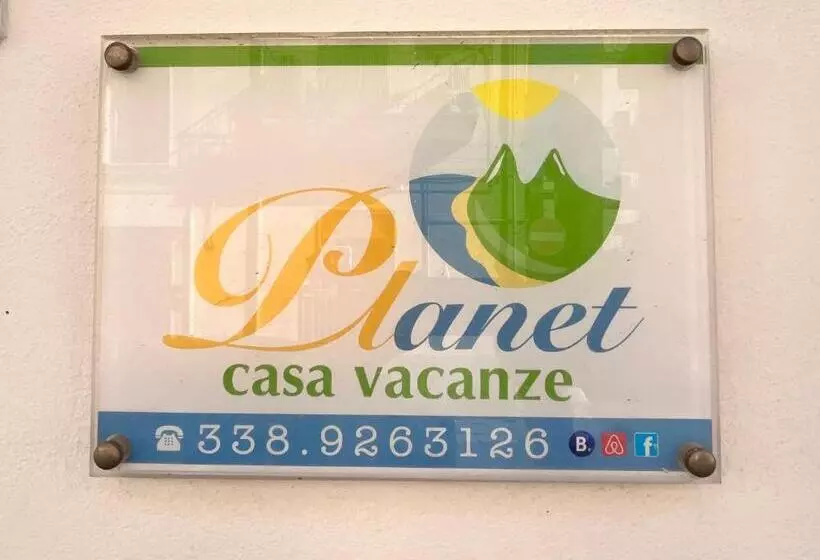 Planet
casa vacanze
338.9263126 B. f